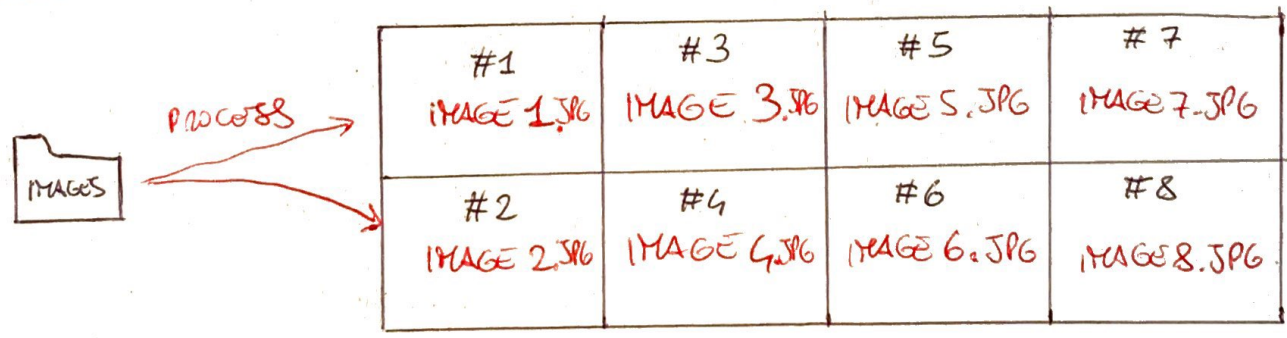 PROCESS
IMAGES
#1
IMAGE 1.JPG
#3
IMAGE 3.JPG
#5
IMAGE 5.JPG
#7
IMAGE 7.JPG
#2
IMAGE 2.JPG
#4
IMAGE 4.JPG
#6
IMAGE 6.JPG
#8
IMAGE 8.JPG